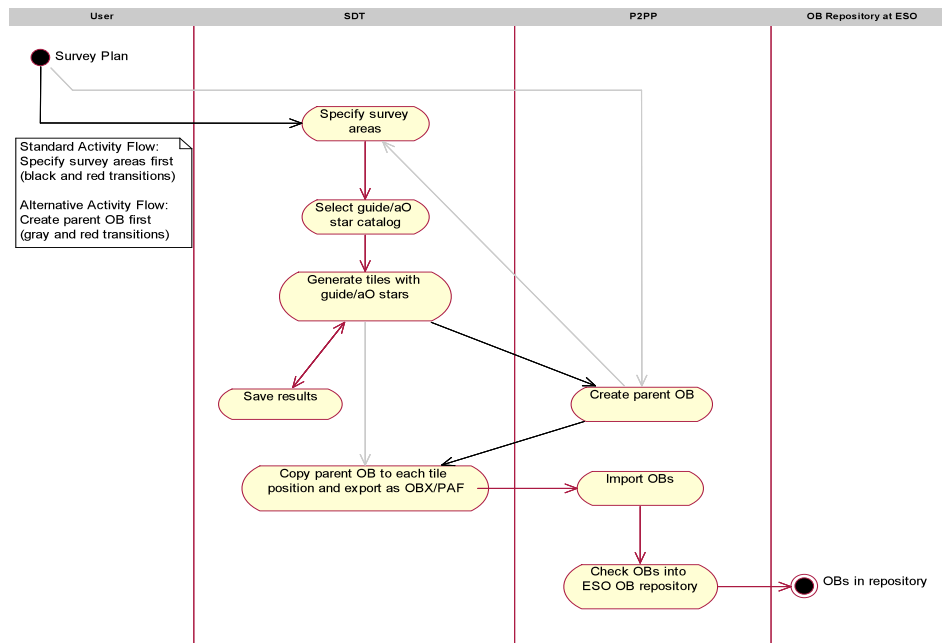 User
SDT
P2PP
OB Repository at ESO
Survey Plan
Specify survey
areas
Standard Activity Flow:
Specify survey areas first
(black and red transitions)
Alternative Activity Flow:
Create parent OB first
(gray and red transitions)
Select guide/aO
star catalog
Generate tiles with
guide/aO stars
Save results
Create parent OB
Copy parent OB to each tile
position and export as OBX/PAF
Import OBs
Check OBs into
ESO OB repository
OBs in repository